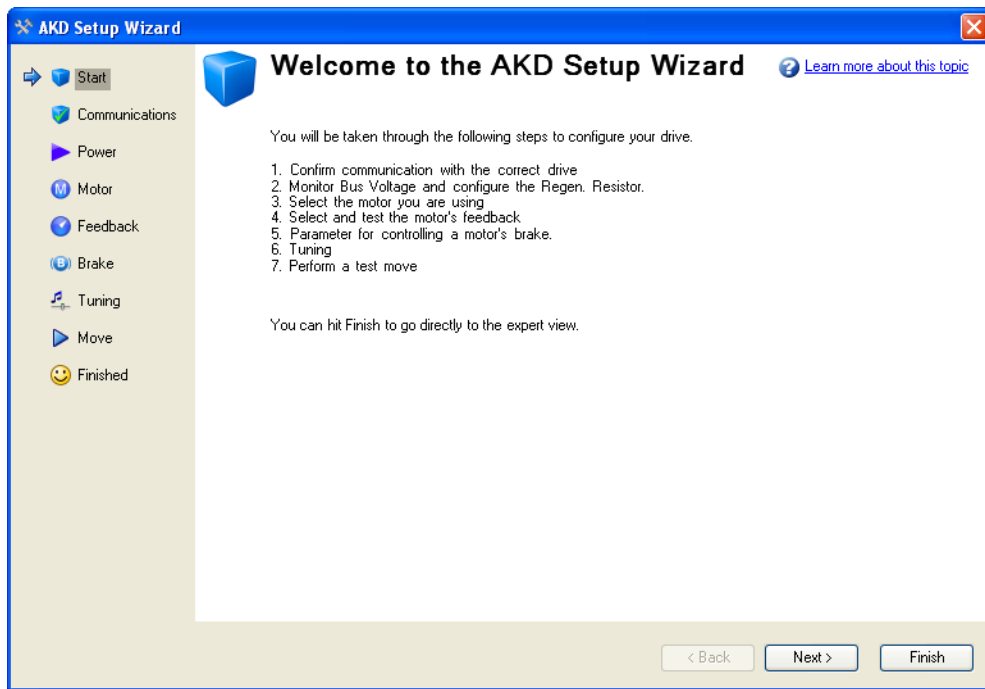 AKD Setup Wizard
Start
Communications
Power
M Motor
Feedback
B Brake
Tuning
Move
Finished
Welcome to the AKD Setup Wizard
? Learn more about this topic
You will be taken through the following steps to configure your drive.
1. Confirm communication with the correct drive
2. Monitor Bus Voltage and configure the Regen. Resistor.
3. Select the motor you are using
4. Select and test the motor's feedback
5. Parameter for controlling a motor's brake.
6. Tuning
7. Perform a test move
You can hit Finish to go directly to the expert view.
< Back Next > Finish